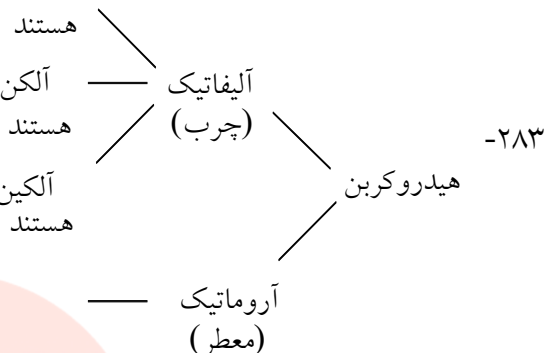 هستند
آلکن
آلیفاتیک
(چرب)
هستند
-۲۸۳
هیدروکربن
آلکین
هستند
آروماتیک
(معطر)